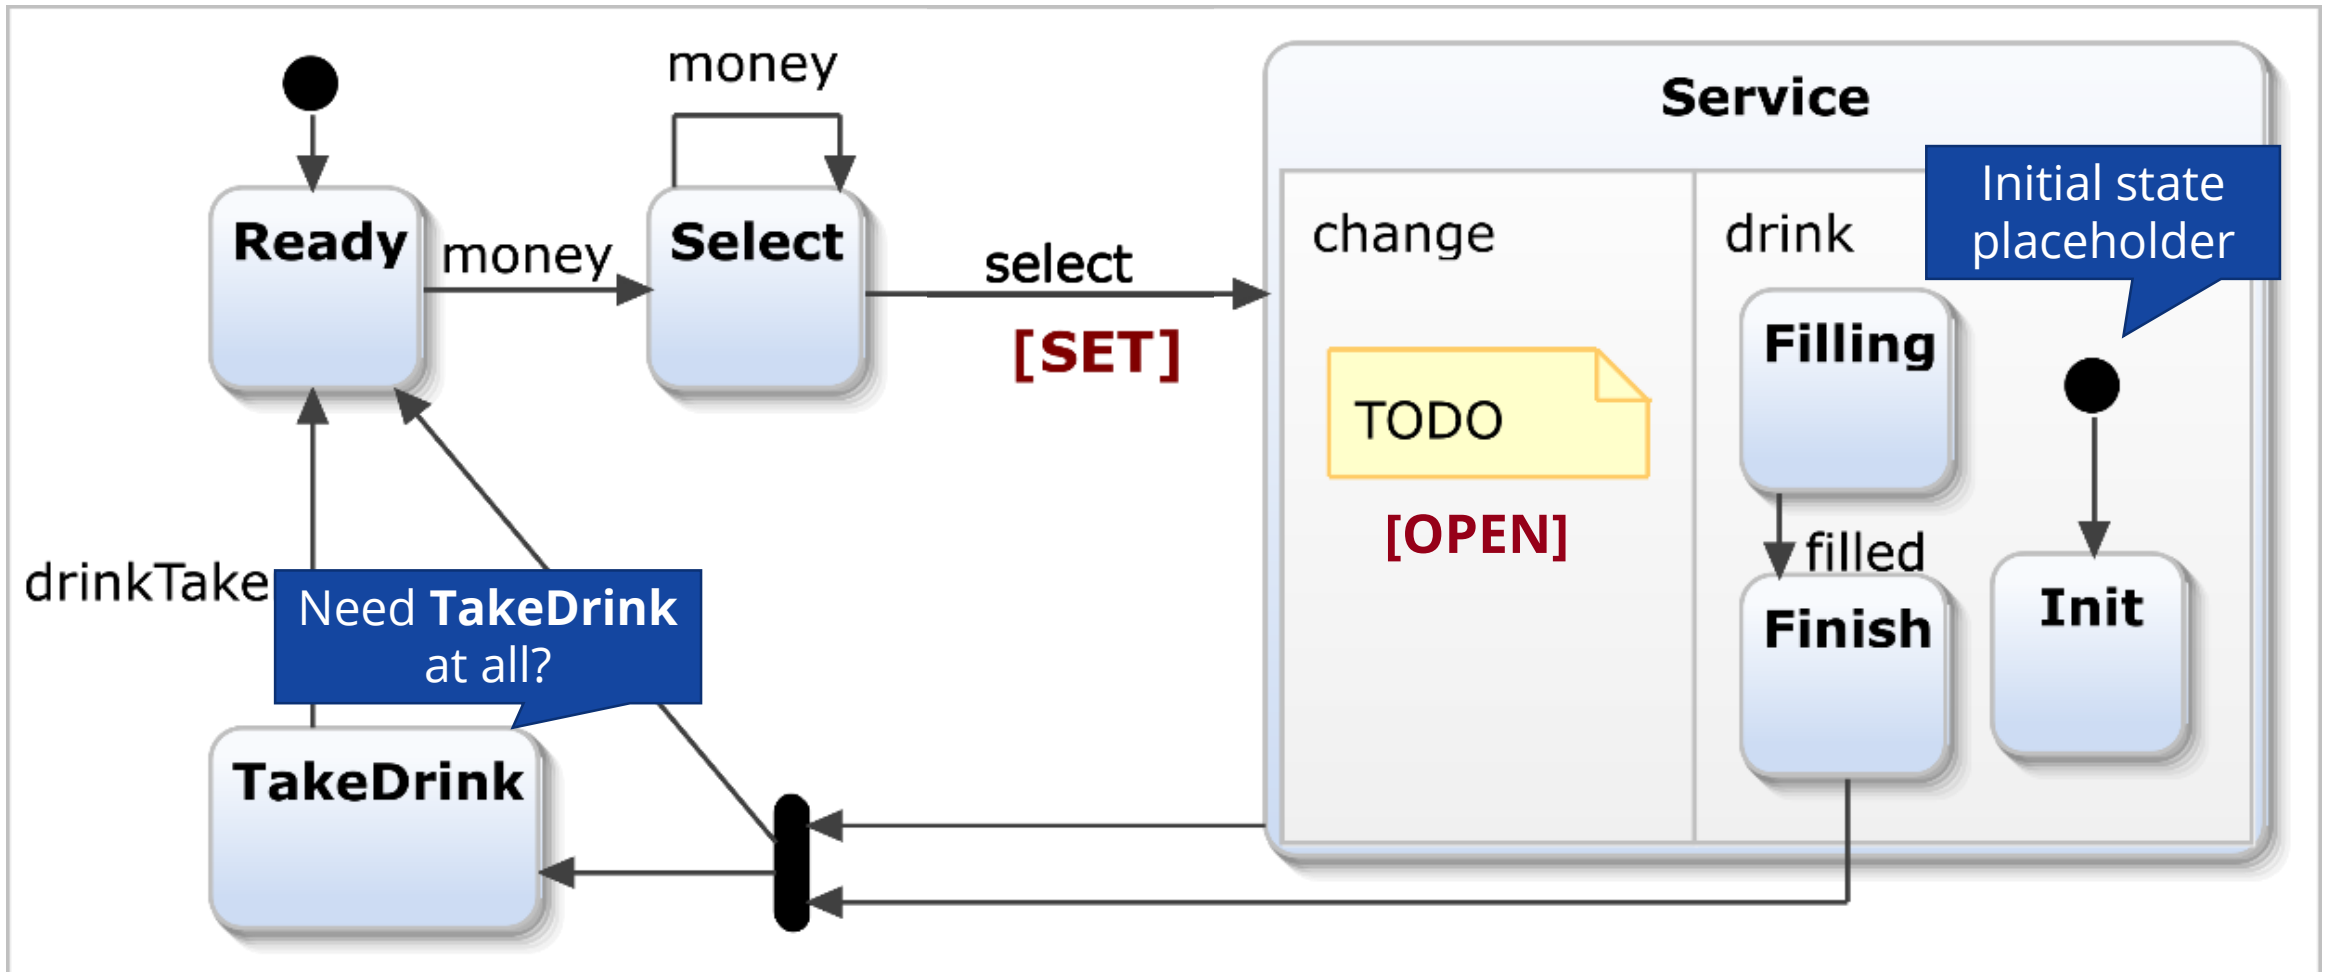 money
Service
Initial state
placeholder
Ready
money
Select
select
[SET]
change
drink
Filling
TODO
[OPEN]
filled
Finish
Init
drinkTake
Need TakeDrink
at all?
TakeDrink